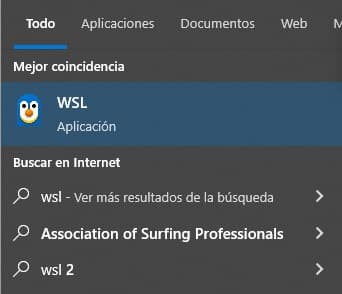 Todo Aplicaciones Documentos Web M
Mejor coincidencia
WSL
Aplicación
Buscar en Internet
wsl - Ver más resultados de la búsqueda
Association of Surfing Professionals
wsl 2